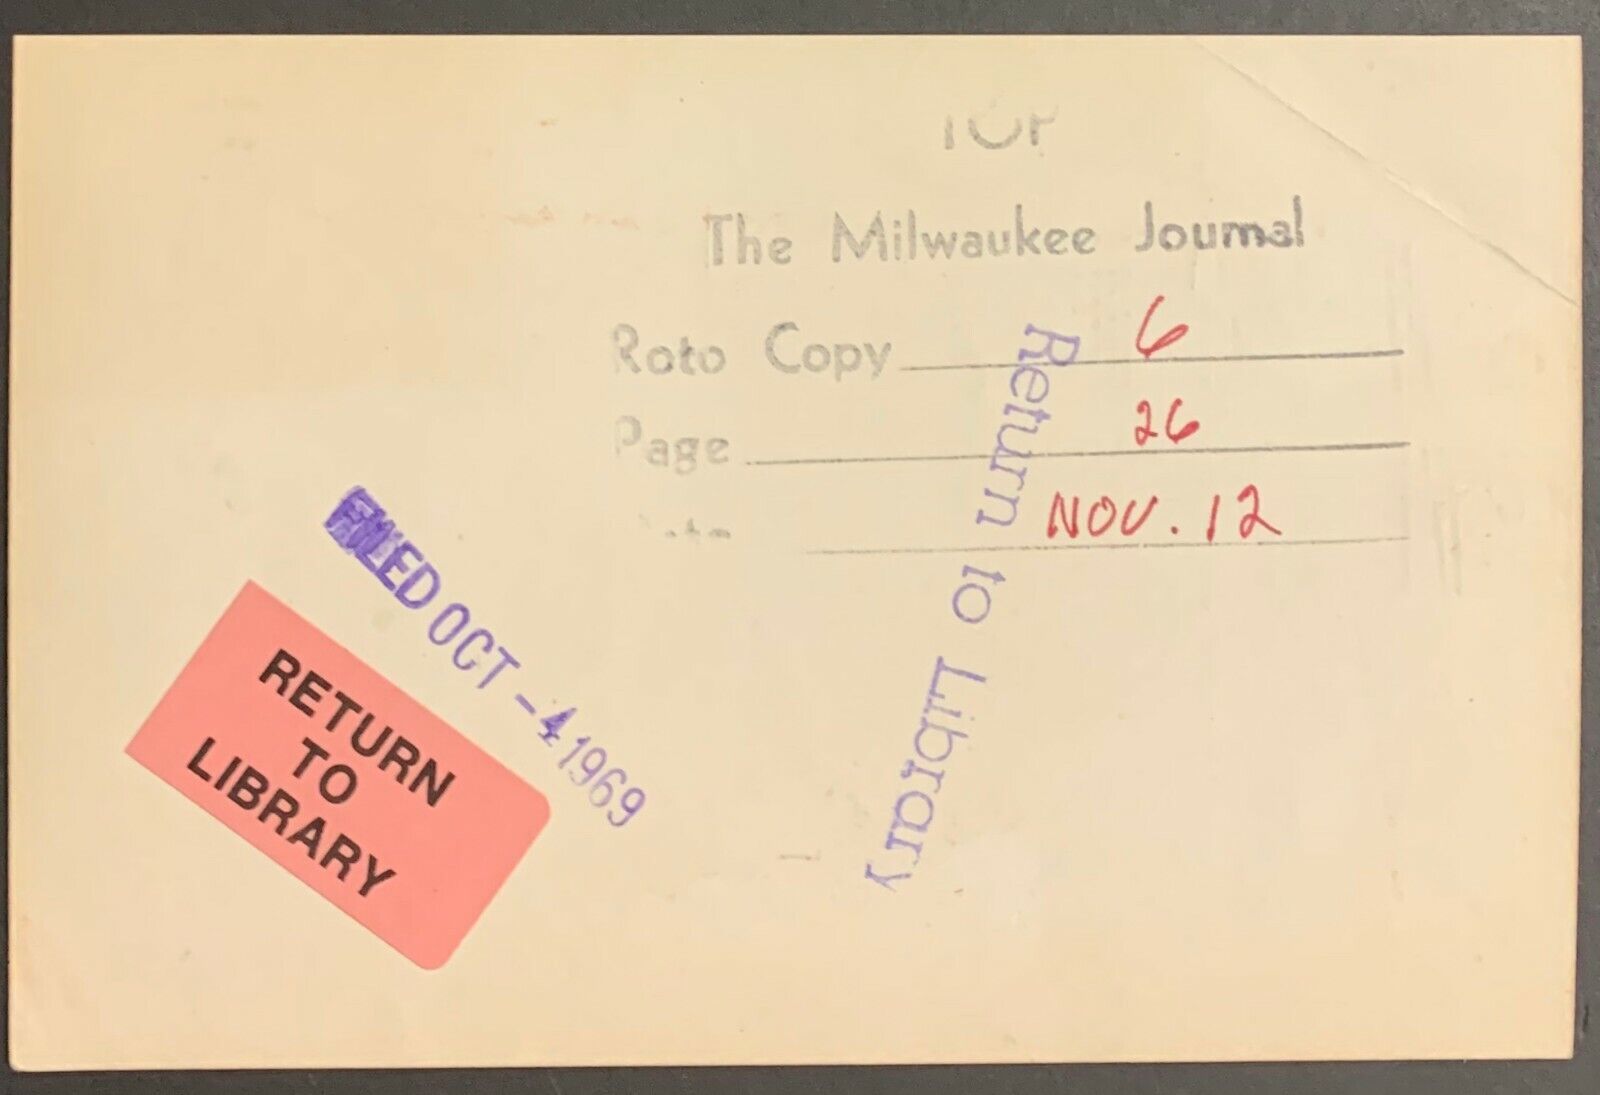 TOP
The Milwaukee Journal
Roto Copy 6
Page 26
NOV. 12
Return to Library
FILED OCT -4 1969
RETURN
TO
LIBRARY